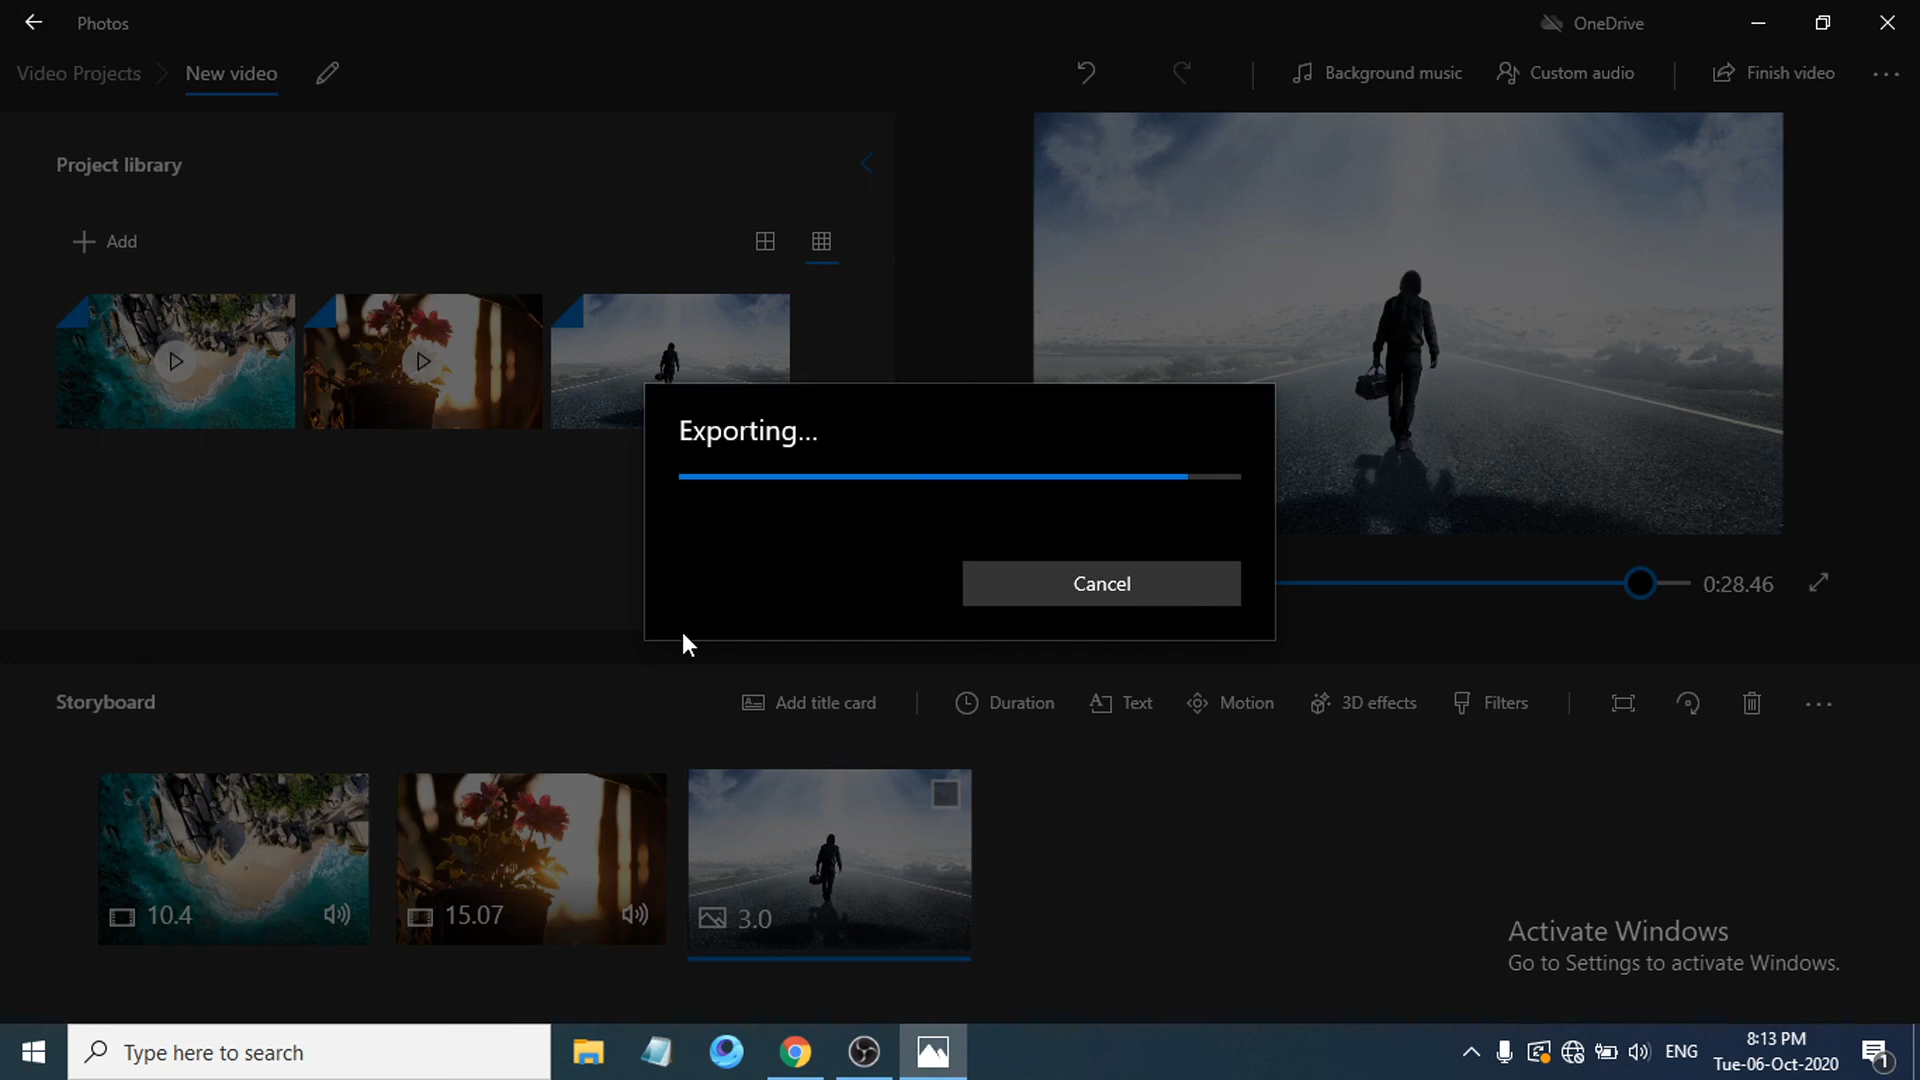 Photos
OneDrive
Video Projects
New video
Background music
Custom audio
Finish video
Project library
Add
Exporting...
Cancel
0:28.46
Storyboard
Add title card
Duration
Text
Motion
3D effects
Filters
10.4
15.07
3.0
Activate Windows
Go to Settings to activate Windows.
Type here to search
ENG
8:13 PM
Tue-06-Oct-2020
1